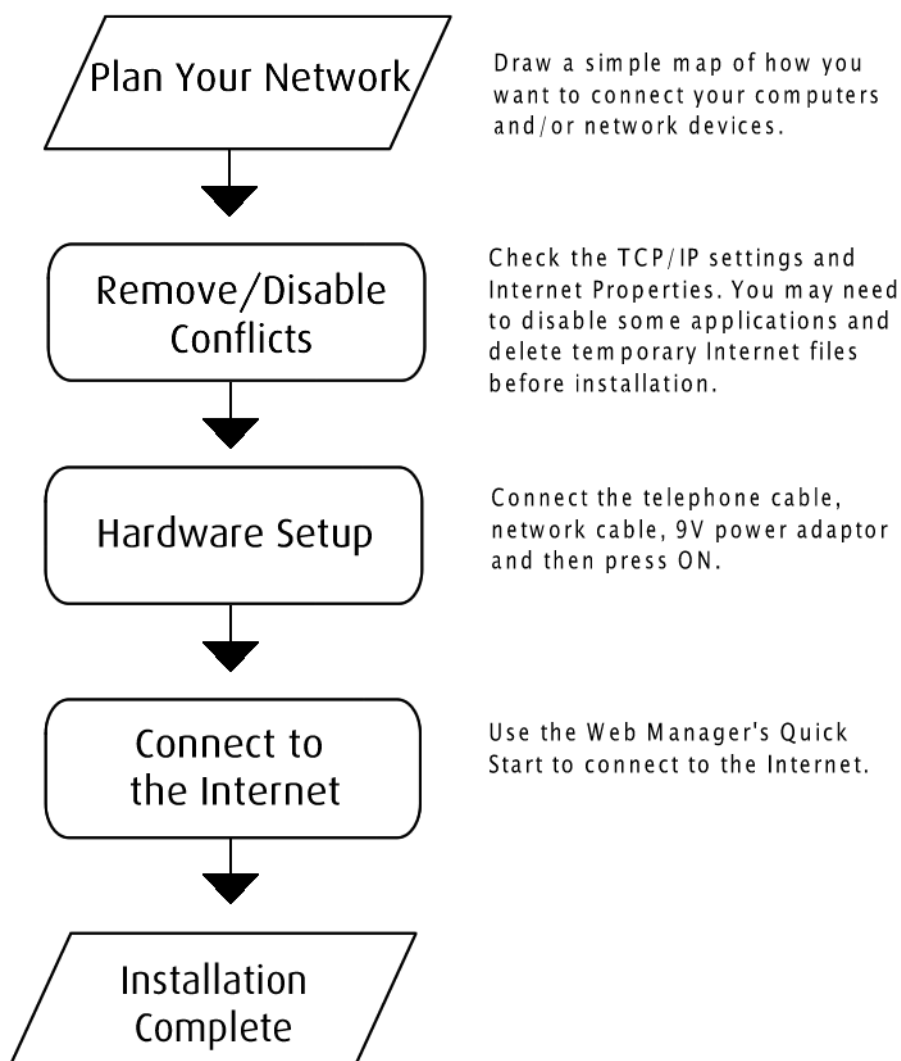 Plan Your Network
Draw a simple map of how you
want to connect your computers
and/or network devices.
Remove/Disable
Conflicts
Check the TCP/IP settings and
Internet Properties. You may need
to disable some applications and
delete temporary Internet files
before installation.
Hardware Setup
Connect the telephone cable,
network cable, 9V power adaptor
and then press ON.
Connect to
the Internet
Use the Web Manager's Quick
Start to connect to the Internet.
Installation
Complete